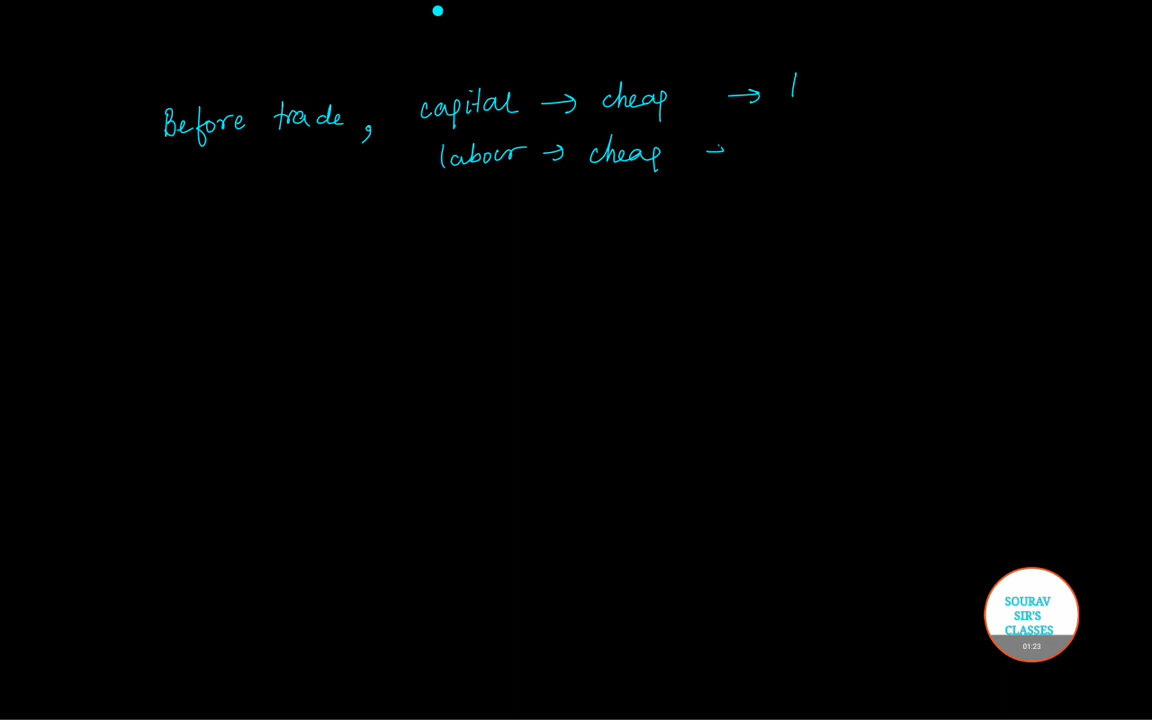 Before trade, capital → cheap → 1
labour → cheap →
SOURAV
SIR'S
CLASSES
01:23